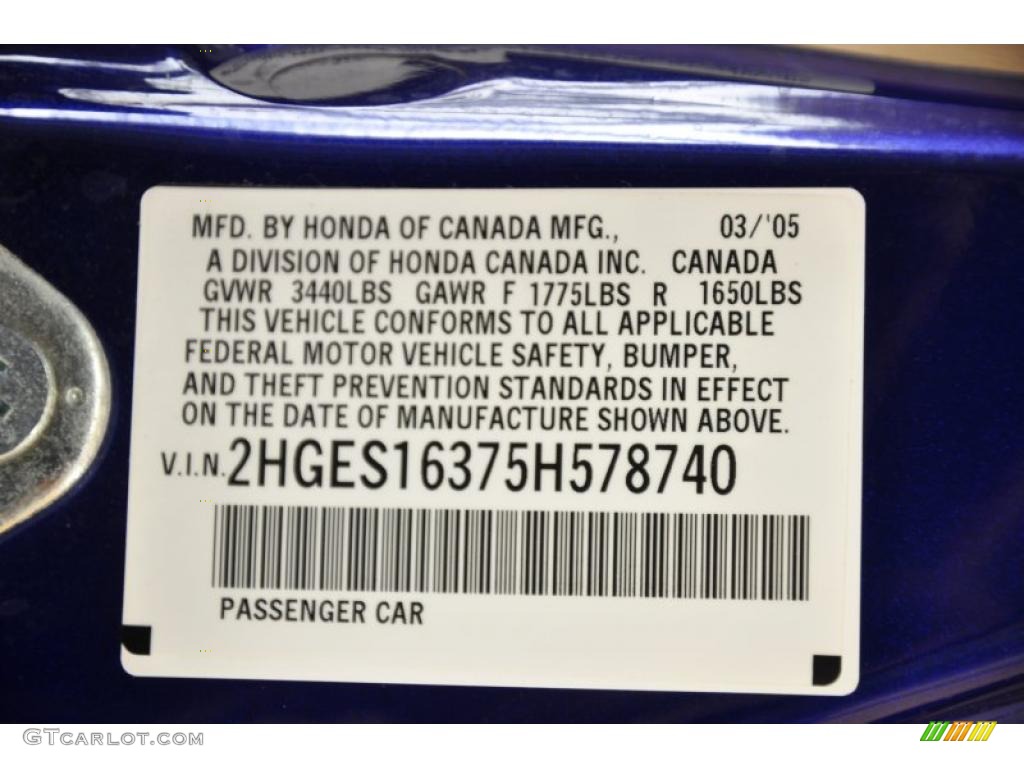 MFD. BY HONDA OF CANADA MFG., 03/'05
A DIVISION OF HONDA CANADA INC. CANADA
GVWR 3440LBS GAWR F 1775LBS R 1650LBS
THIS VEHICLE CONFORMS TO ALL APPLICABLE
FEDERAL MOTOR VEHICLE SAFETY, BUMPER,
AND THEFT PREVENTION STANDARDS IN EFFECT
ON THE DATE OF MANUFACTURE SHOWN ABOVE.
V.I.N. 2HGES16375H578740
PASSENGER CAR
GTCARLOT.COM